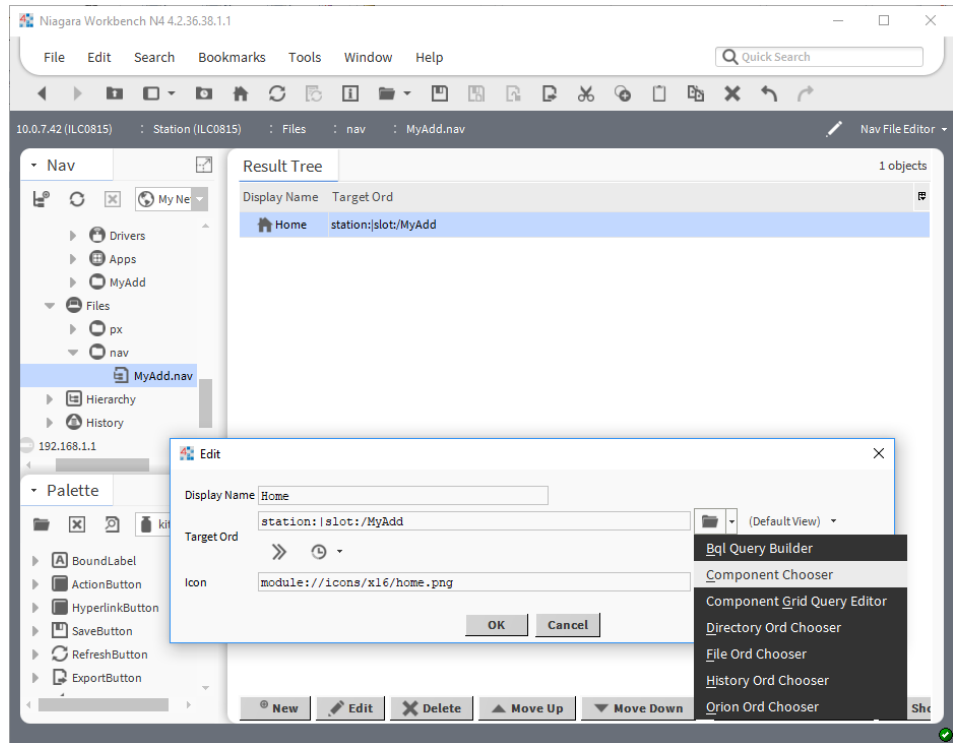 Niagara Workbench N4 4.2.36.38.1.1
File Edit Search Bookmarks Tools Window Help
Quick Search
10.0.7.42 (ILC0815) : Station (ILC0815) : Files : nav : MyAdd.nav
Nav File Editor
Nav
Result Tree
1 objects
My Ne
Display Name Target Ord
Home station:|slot:/MyAdd
Drivers
Apps
MyAdd
Files
px
nav
MyAdd.nav
Hierarchy
History
192.168.1.1
Edit
Display Name Home
station:|slot:/MyAdd
(Default View)
Target Ord
Icon module://icons/x16/home.png
OK Cancel
Bql Query Builder
Component Chooser
Component Grid Query Editor
Directory Ord Chooser
File Ord Chooser
History Ord Chooser
Orion Ord Chooser
Palette
kit
A BoundLabel
ActionButton
HyperlinkButton
SaveButton
RefreshButton
ExportButton
New Edit Delete Move Up Move Down